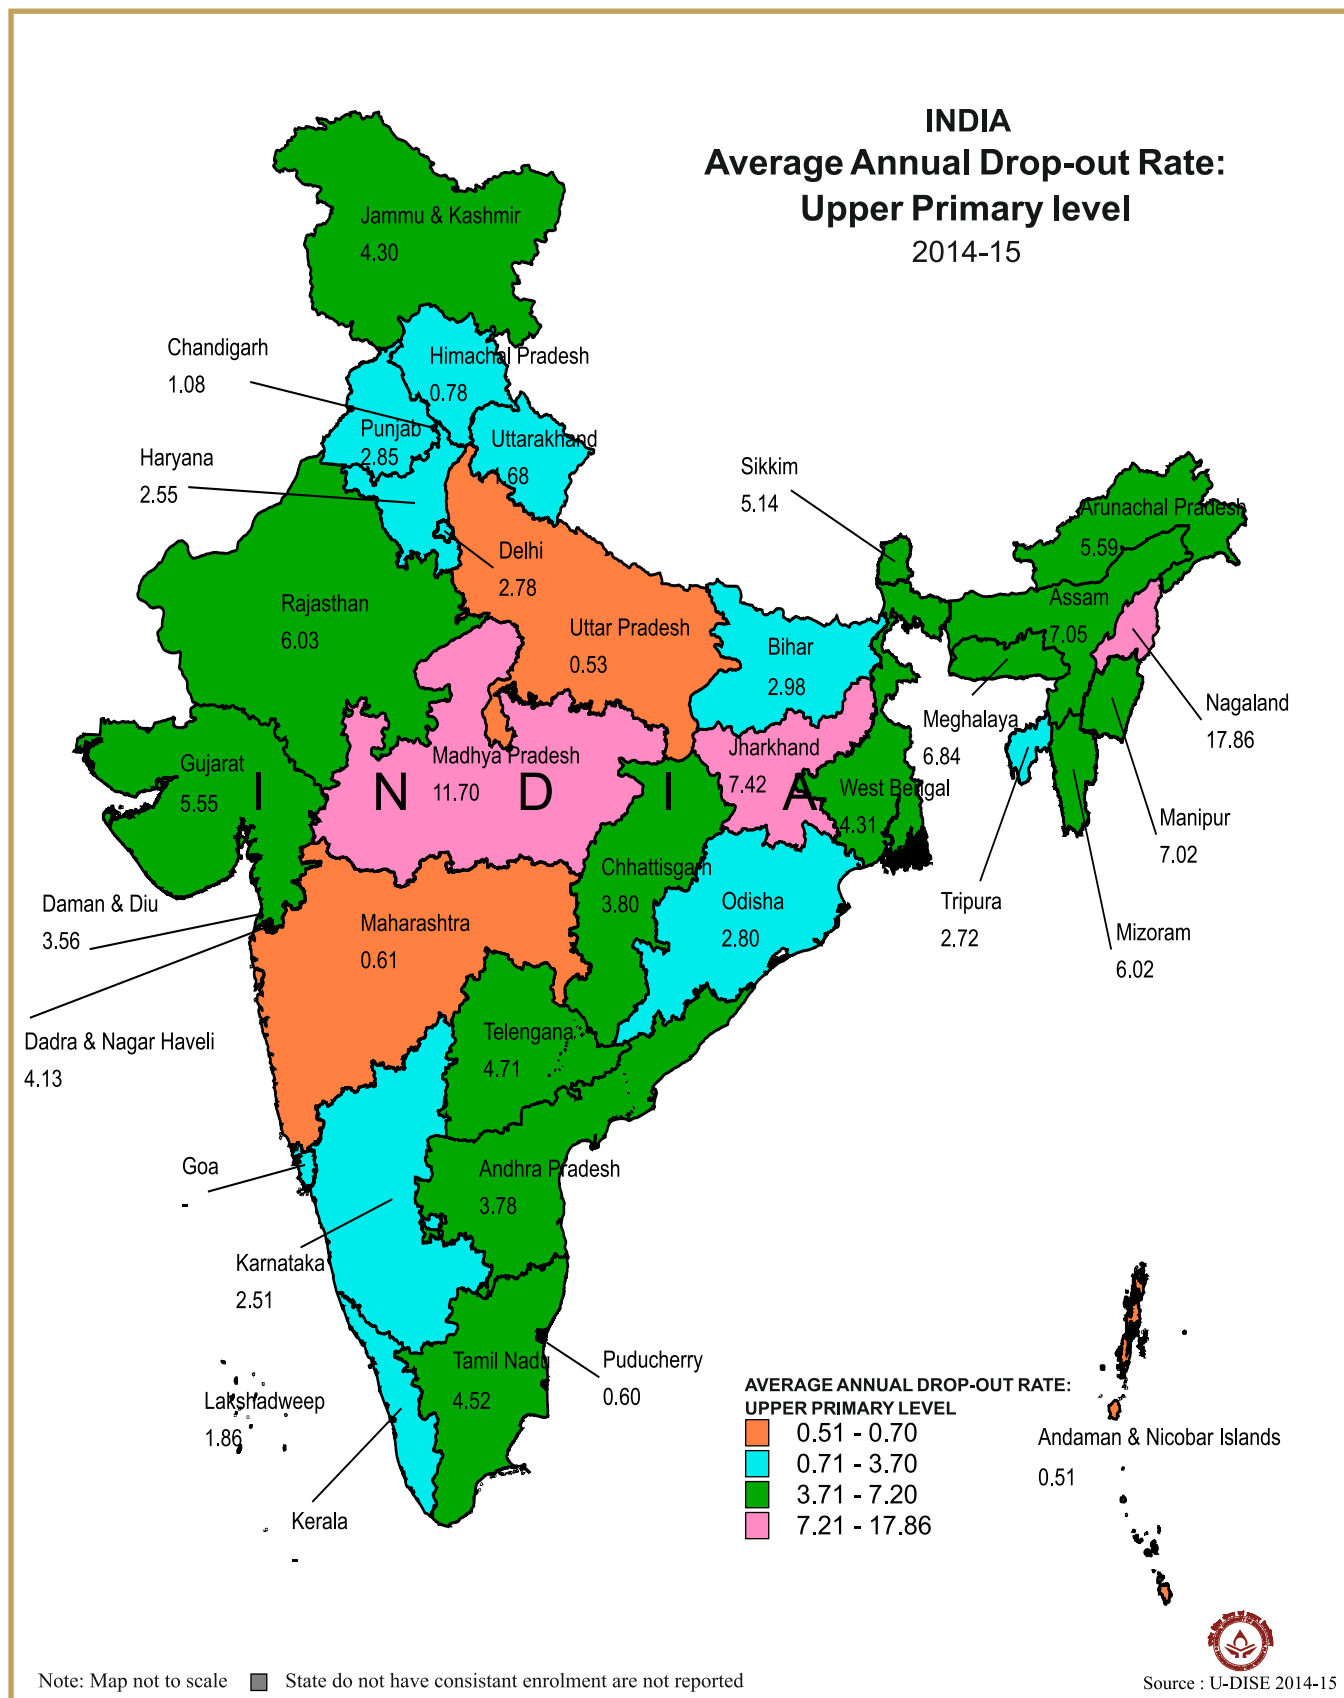 INDIA
Average Annual Drop-out Rate:
Upper Primary level
2014-15
Jammu & Kashmir
4.30
Chandigarh
1.08
Himachal Pradesh
0.78
Punjab
2.85
Uttarakhand
.68
Haryana
2.55
Sikkim
5.14
Arunachal Pradesh
5.59
Delhi
2.78
Rajasthan
6.03
Assam
7.05
Uttar Pradesh
0.53
Bihar
2.98
Nagaland
17.86
Meghalaya
6.84
Gujarat
5.55
Madhya Pradesh
11.70
Jharkhand
7.42
West Bengal
4.31
I N D I A
Manipur
7.02
Chhattisgarh
3.80
Daman & Diu
3.56
Maharashtra
0.61
Odisha
2.80
Tripura
2.72
Mizoram
6.02
Dadra & Nagar Haveli
4.13
Telengana
4.71
Goa
-
Andhra Pradesh
3.78
Karnataka
2.51
Tamil Nadu
4.52
Puducherry
0.60
Lakshadweep
1.86
Kerala
-
AVERAGE ANNUAL DROP-OUT RATE:
UPPER PRIMARY LEVEL
0.51 - 0.70
0.71 - 3.70
3.71 - 7.20
7.21 - 17.86
Andaman & Nicobar Islands
0.51
Note: Map not to scale
State do not have consistant enrolment are not reported
Source : U-DISE 2014-15